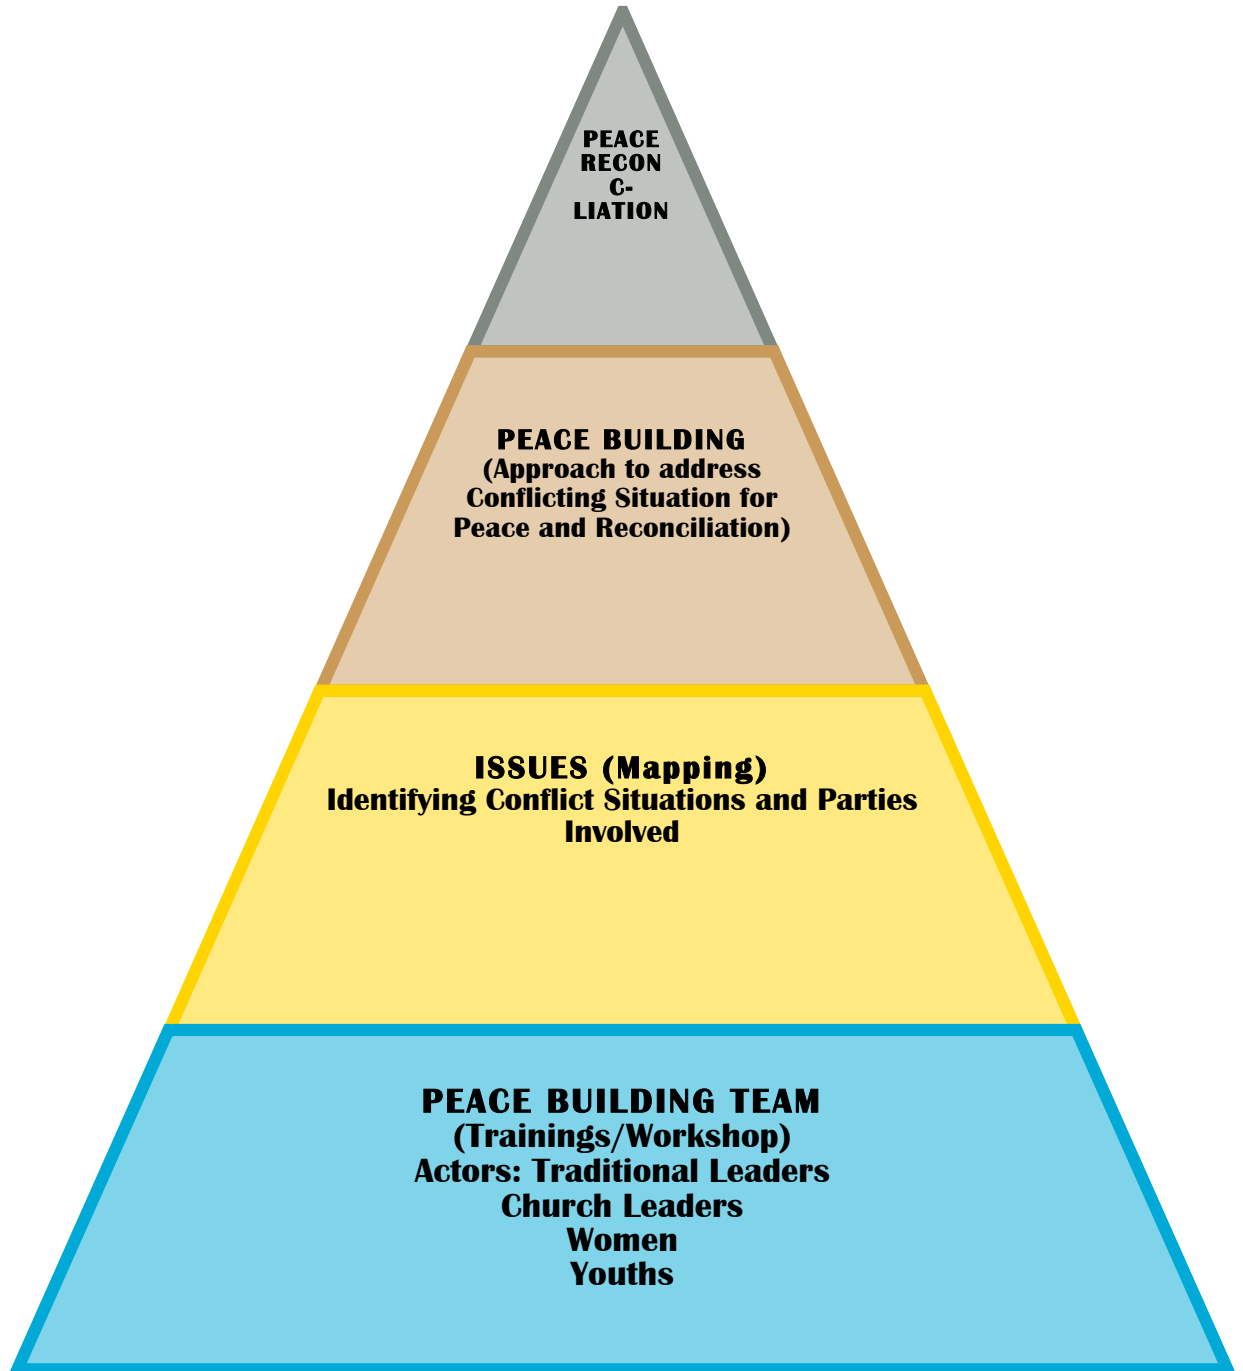 PEACE
RECON
C-
LIATION
PEACE BUILDING
(Approach to address
Conflicting Situation for
Peace and Reconciliation)
ISSUES (Mapping)
Identifying Conflict Situations and Parties
Involved
PEACE BUILDING TEAM
(Trainings/Workshop)
Actors: Traditional Leaders
Church Leaders
Women
Youths